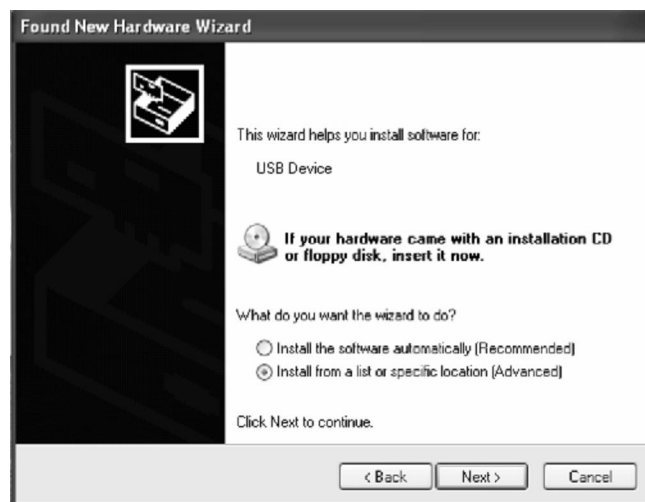 Found New Hardware Wizard
This wizard helps you install software for:
USB Device
If your hardware came with an installation CD
or floppy disk, insert it now.
What do you want the wizard to do?
Install the software automatically (Recommended)
Install from a list or specific location (Advanced)
Click Next to continue.
< Back
Next >
Cancel